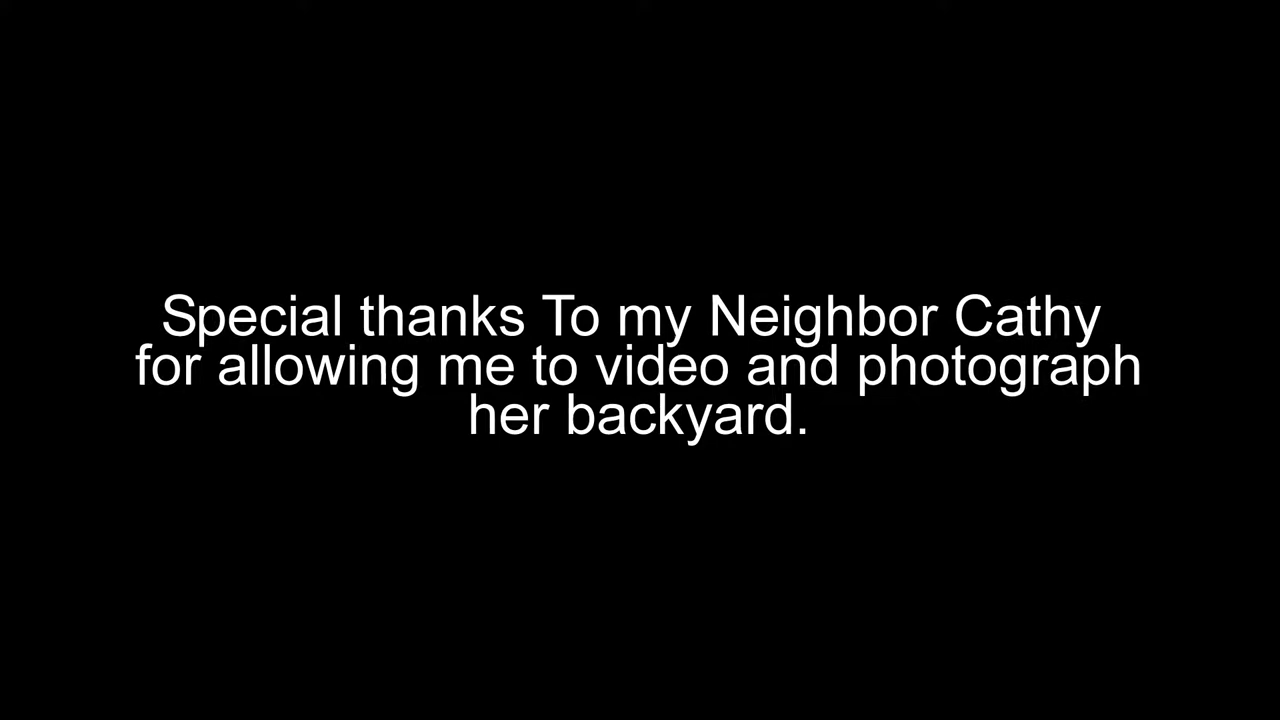 Special thanks To my Neighbor Cathy
for allowing me to video and photograph
her backyard.